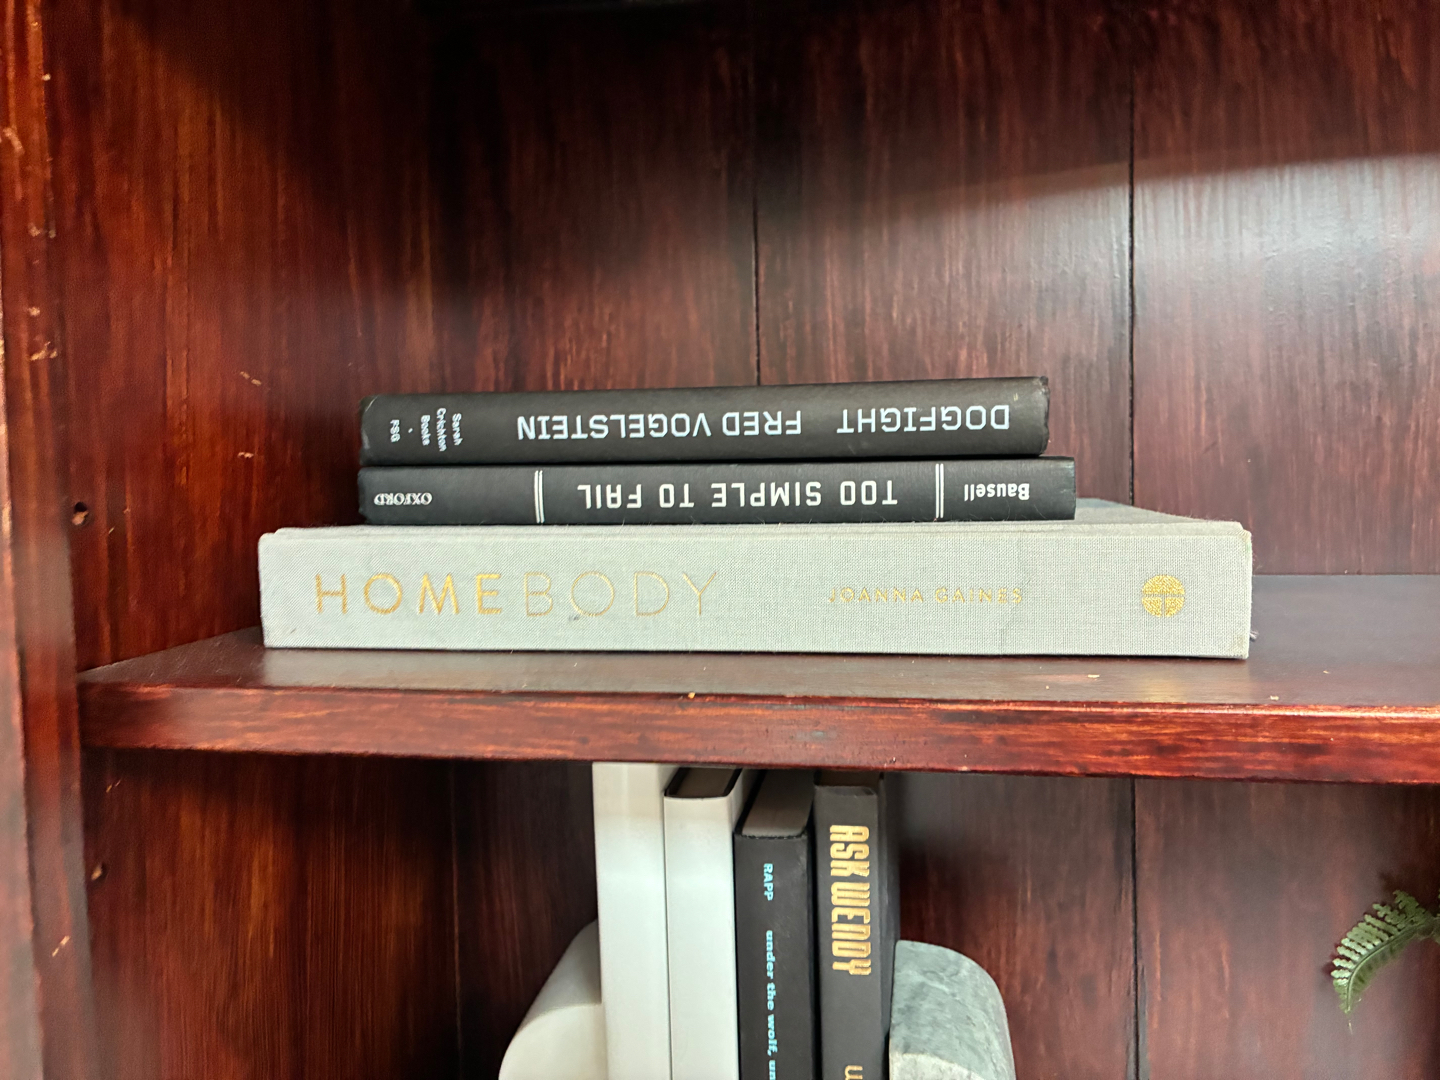 DOGFIGHT FRED VOGELSTEIN
Sarah
Crichton
Books
FSG
Bausell TOO SIMPLE TO FAIL OXFORD
HOMEBODY JOANNA GAINES
RAPP under the wolf,
ASK WENDY